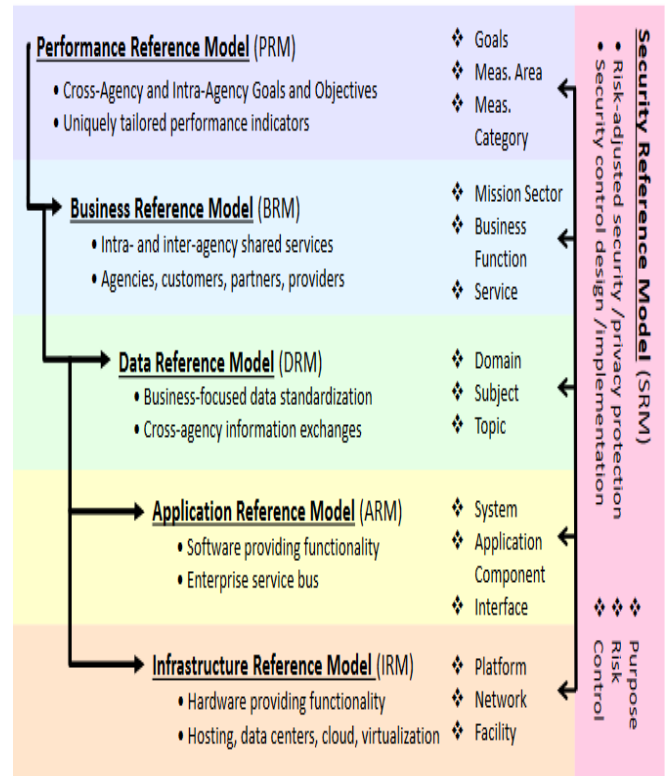 Performance Reference Model (PRM)
• Cross-Agency and Intra-Agency Goals and Objectives
• Uniquely tailored performance indicators
❖ Goals
❖ Meas. Area
❖ Meas.
Category
Business Reference Model (BRM)
• Intra- and inter-agency shared services
• Agencies, customers, partners, providers
❖ Mission Sector
❖ Business
Function
❖ Service
Data Reference Model (DRM)
• Business-focused data standardization
• Cross-agency information exchanges
❖ Domain
❖ Subject
❖ Topic
Application Reference Model (ARM)
• Software providing functionality
• Enterprise service bus
❖ System
❖ Application
Component
❖ Interface
Infrastructure Reference Model (IRM)
• Hardware providing functionality
• Hosting, data centers, cloud, virtualization
❖ Platform
❖ Network
❖ Facility
Security Reference Model (SRM)
• Risk-adjusted security /privacy protection
• Security control design /implementation
❖ Purpose
❖ Risk
❖ Control